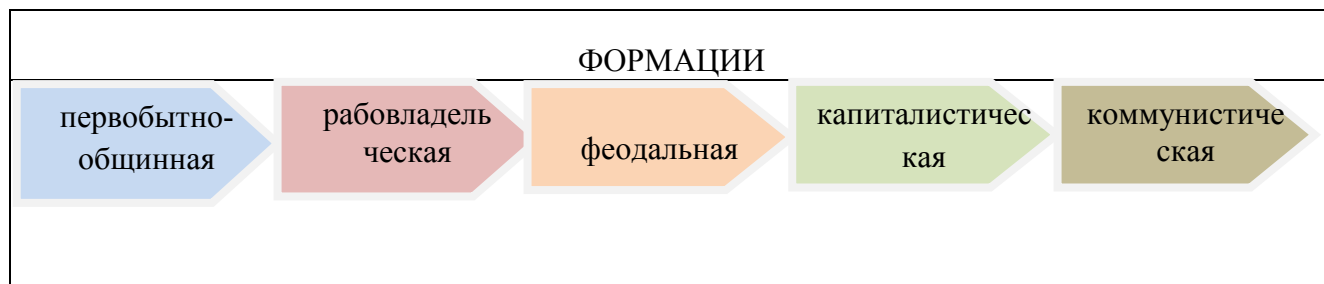 ФОРМАЦИИ
первобытно-
общинная
рабовладель
ческая
феодальная
капиталистичес
кая
коммунистиче
ская